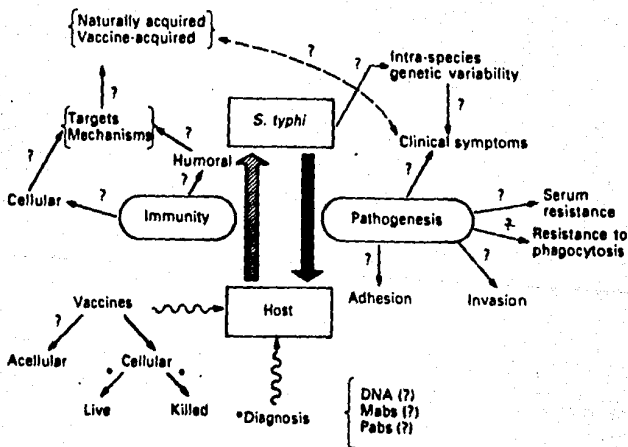 Naturally acquired
Vaccine-acquired
?
?
Intra-species
genetic variability
?
?
Targets
Mechanisms
S. typhi
?
Clinical symptoms
?
Humoral
?
?
Cellular
?
Immunity
Pathogenesis
?
Serum
resistance
?
Resistance to
phagocytosis
?
?
Adhesion
Invasion
Vaccines
Host
?
Acellular
• Cellular •
Live
Killed
*Diagnosis
DNA (?)
Mabs (?)
Pabs (?)